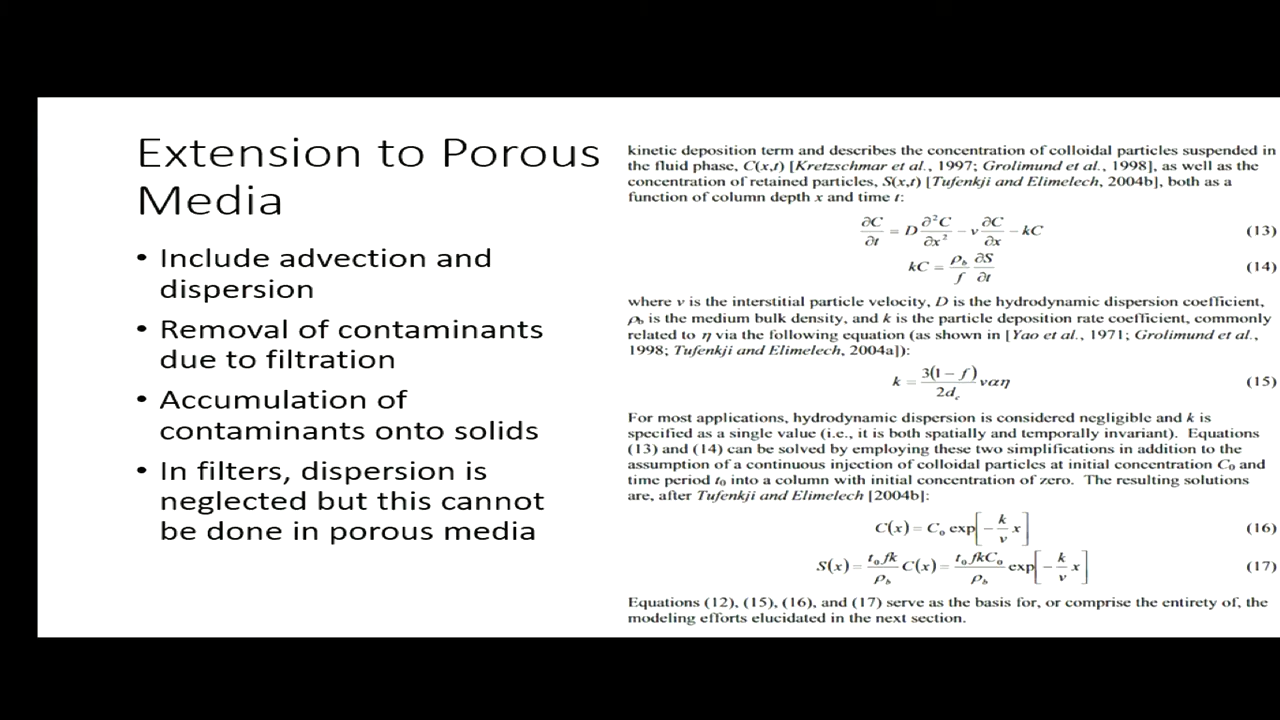 Extension to Porous
Media
• Include advection and
dispersion
• Removal of contaminants
due to filtration
• Accumulation of
contaminants onto solids
• In filters, dispersion is
neglected but this cannot
be done in porous media
kinetic deposition term and describes the concentration of colloidal particles suspended in
the fluid phase, C(x,t) [Kretzschmar et al., 1997; Grolimund et al., 1998], as well as the
concentration of retained particles, S(x,t) [Tufenkji and Elimelech, 2004b], both as a
function of column depth x and time t:
∂C/∂t = D ∂²C/∂x² − v ∂C/∂x − kC (13)
kC = ρb/f ∂S/∂t (14)
where v is the interstitial particle velocity, D is the hydrodynamic dispersion coefficient,
ρb is the medium bulk density, and k is the particle deposition rate coefficient, commonly
related to η via the following equation (as shown in [Yao et al., 1971; Grolimund et al.,
1998; Tufenkji and Elimelech, 2004a]):
k = 3(1 − f)/2dc vαη (15)
For most applications, hydrodynamic dispersion is considered negligible and k is
specified as a single value (i.e., it is both spatially and temporally invariant). Equations
(13) and (14) can be solved by employing these two simplifications in addition to the
assumption of a continuous injection of colloidal particles at initial concentration C₀ and
time period t₀ into a column with initial concentration of zero. The resulting solutions
are, after Tufenkji and Elimelech [2004b]:
C(x) = C₀ exp[−k/v x] (16)
S(x) = t₀fk/ρb C(x) = t₀fkC₀/ρb exp[−k/v x] (17)
Equations (12), (15), (16), and (17) serve as the basis for, or comprise the entirety of, the
modeling efforts elucidated in the next section.